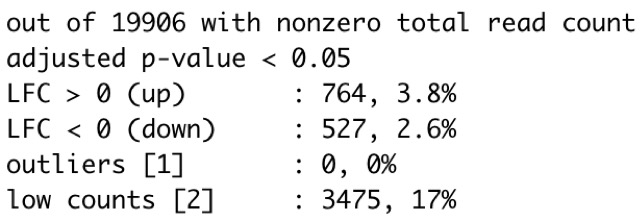 out of 19906 with nonzero total read count
adjusted p-value < 0.05
LFC > 0 (up)       : 764, 3.8%
LFC < 0 (down)     : 527, 2.6%
outliers [1]       : 0, 0%
low counts [2]     : 3475, 17%